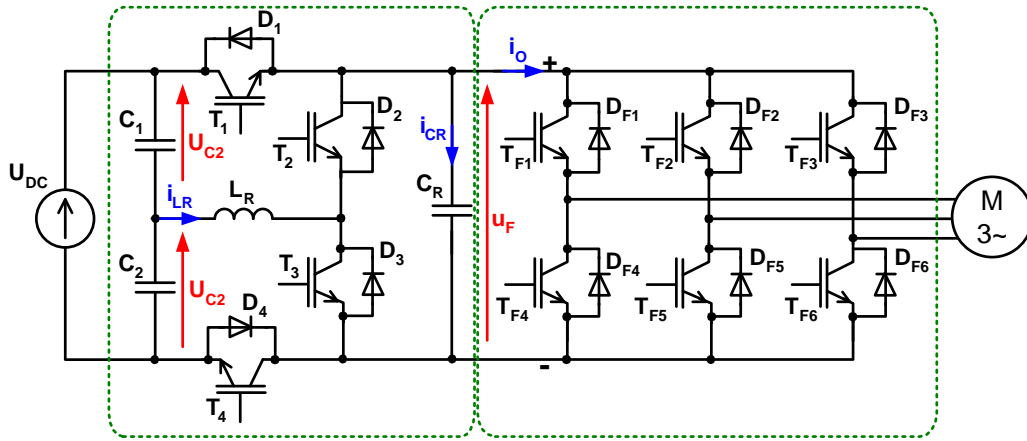 D1
T1
C1
UC2
UDC
iLR
LR
C2
UC2
D4
T4
T2
D2
T3
D3
iCR
CR
iO
+
uF
-
TF1
DF1
TF2
DF2
TF3
DF3
TF4
DF4
TF5
DF5
TF6
DF6
M
3~